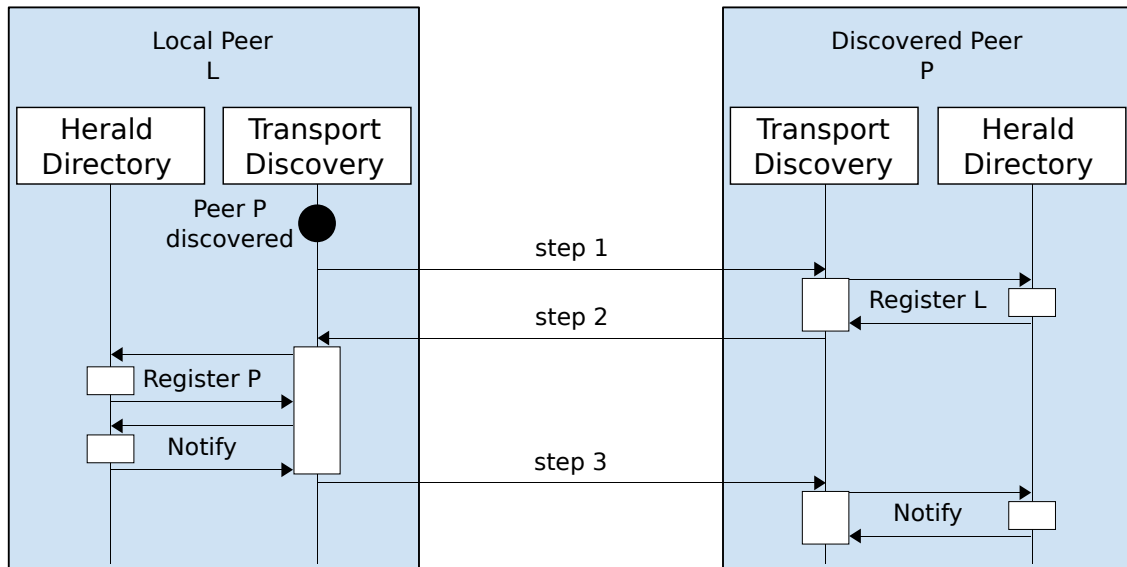 Local Peer
L
Discovered Peer
P
Herald
Directory
Transport
Discovery
Transport
Discovery
Herald
Directory
Peer P
discovered
step 1
Register L
step 2
Register P
Notify
step 3
Notify